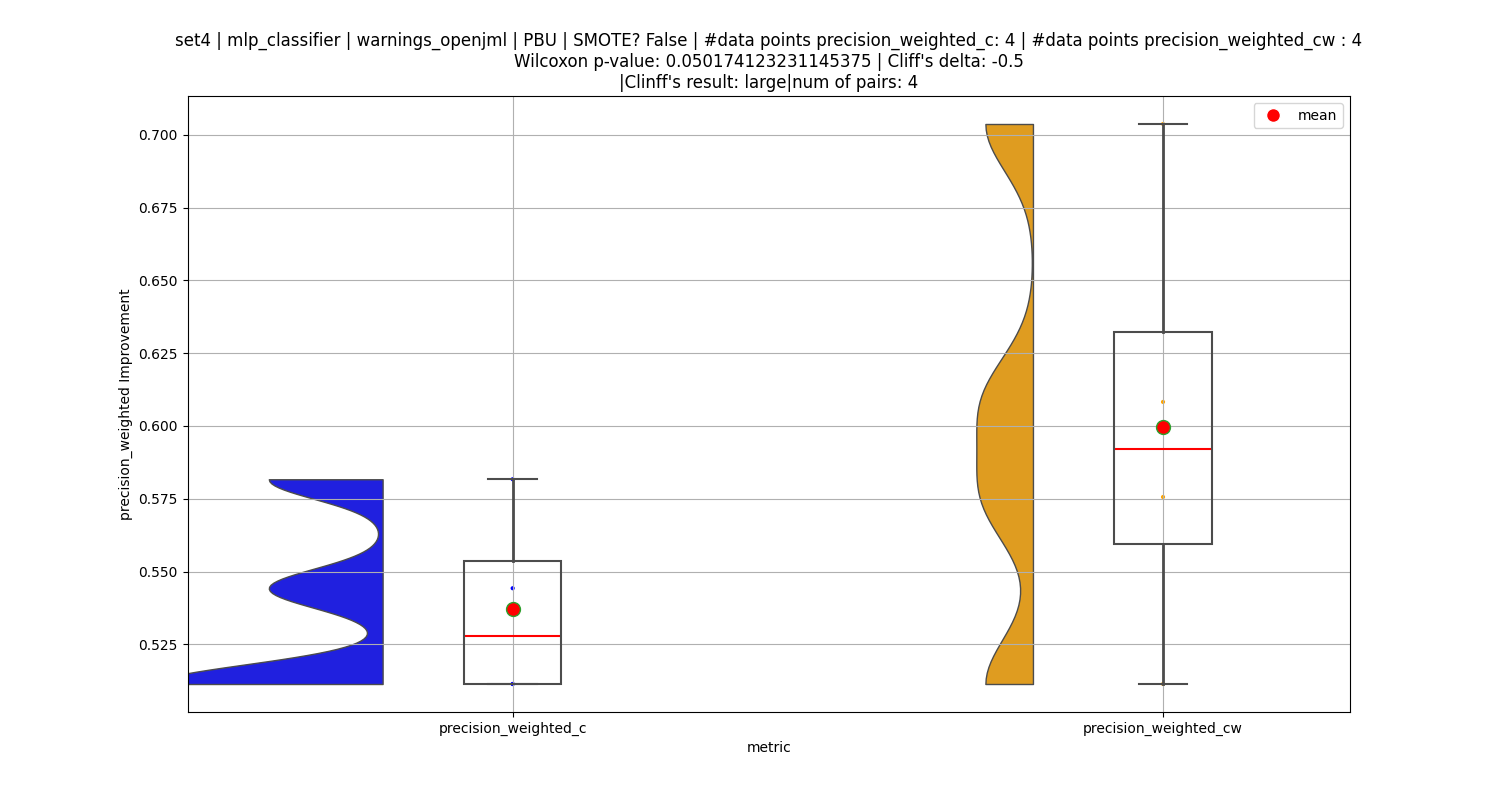 set4 | mlp_classifier | warnings_openjml | PBU | SMOTE? False | #data points precision_weighted_c: 4 | #data points precision_weighted_cw : 4
Wilcoxon p-value: 0.050174123231145375 | Cliff's delta: -0.5
|Clinff's result: large|num of pairs: 4
mean
precision_weighted Improvement
0.700
0.675
0.650
0.625
0.600
0.575
0.550
0.525
precision_weighted_c
precision_weighted_cw
metric